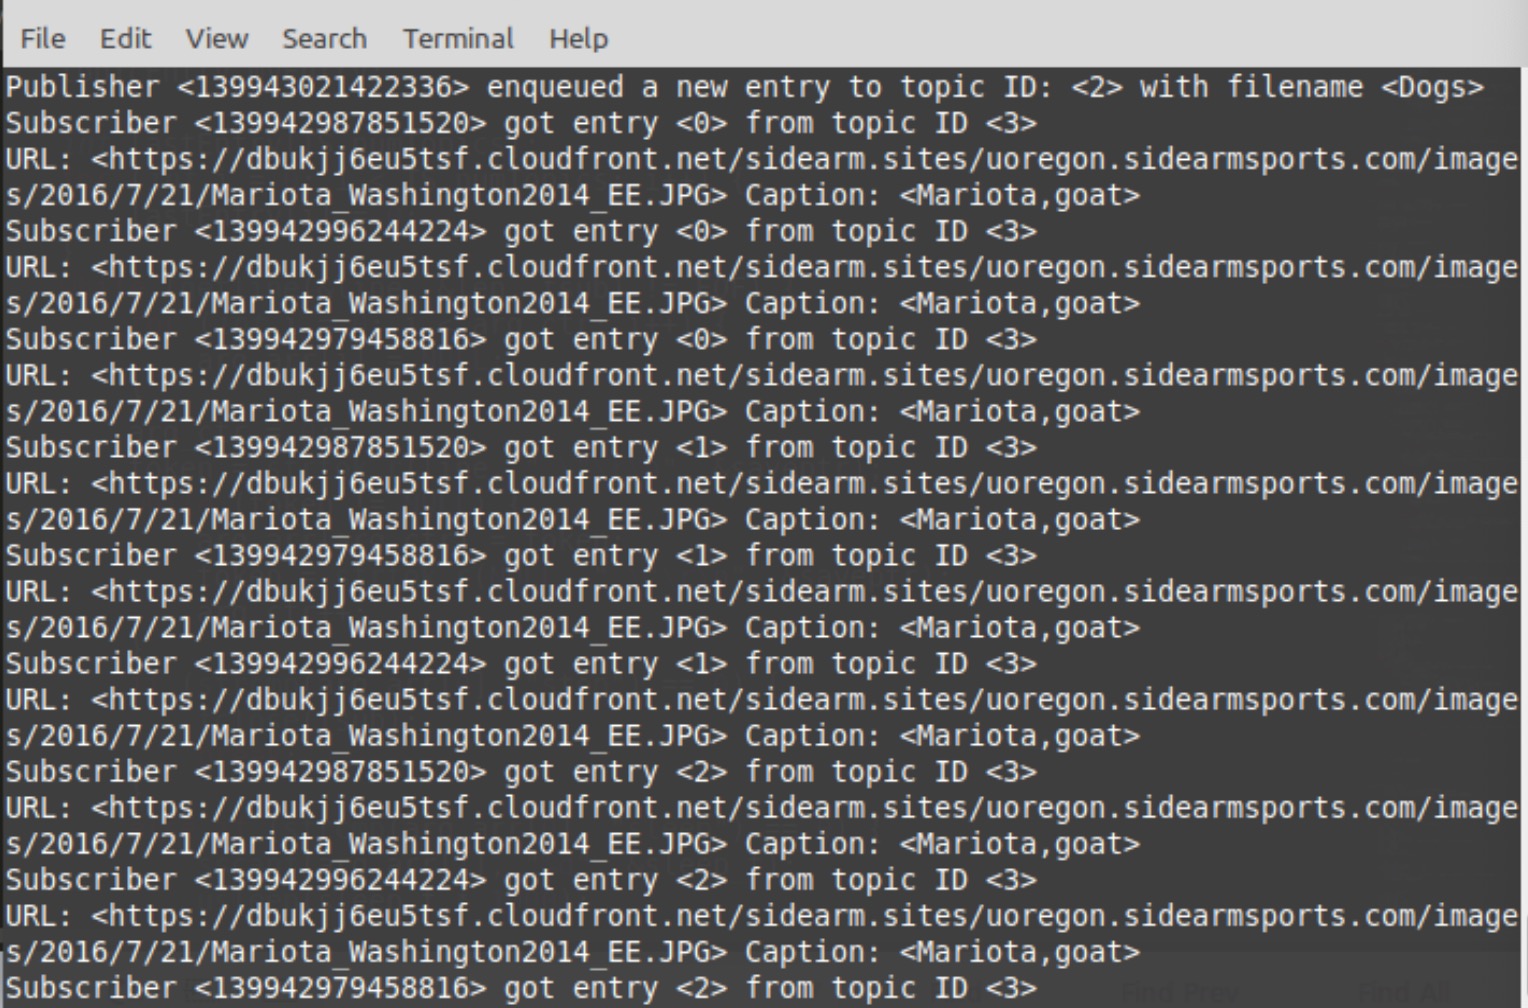 File Edit View Search Terminal Help
Publisher <139943021422336> enqueued a new entry to topic ID: <2> with filename <Dogs>
Subscriber <139942987851520> got entry <0> from topic ID <3>
URL: <https://dbukjj6eu5tsf.cloudfront.net/sidearm.sites/uoregon.sidearmsports.com/image
s/2016/7/21/Mariota_Washington2014_EE.JPG> Caption: <Mariota,goat>
Subscriber <139942996244224> got entry <0> from topic ID <3>
URL: <https://dbukjj6eu5tsf.cloudfront.net/sidearm.sites/uoregon.sidearmsports.com/image
s/2016/7/21/Mariota_Washington2014_EE.JPG> Caption: <Mariota,goat>
Subscriber <139942979458816> got entry <0> from topic ID <3>
URL: <https://dbukjj6eu5tsf.cloudfront.net/sidearm.sites/uoregon.sidearmsports.com/image
s/2016/7/21/Mariota_Washington2014_EE.JPG> Caption: <Mariota,goat>
Subscriber <139942987851520> got entry <1> from topic ID <3>
URL: <https://dbukjj6eu5tsf.cloudfront.net/sidearm.sites/uoregon.sidearmsports.com/image
s/2016/7/21/Mariota_Washington2014_EE.JPG> Caption: <Mariota,goat>
Subscriber <139942979458816> got entry <1> from topic ID <3>
URL: <https://dbukjj6eu5tsf.cloudfront.net/sidearm.sites/uoregon.sidearmsports.com/image
s/2016/7/21/Mariota_Washington2014_EE.JPG> Caption: <Mariota,goat>
Subscriber <139942996244224> got entry <1> from topic ID <3>
URL: <https://dbukjj6eu5tsf.cloudfront.net/sidearm.sites/uoregon.sidearmsports.com/image
s/2016/7/21/Mariota_Washington2014_EE.JPG> Caption: <Mariota,goat>
Subscriber <139942987851520> got entry <2> from topic ID <3>
URL: <https://dbukjj6eu5tsf.cloudfront.net/sidearm.sites/uoregon.sidearmsports.com/image
s/2016/7/21/Mariota_Washington2014_EE.JPG> Caption: <Mariota,goat>
Subscriber <139942996244224> got entry <2> from topic ID <3>
URL: <https://dbukjj6eu5tsf.cloudfront.net/sidearm.sites/uoregon.sidearmsports.com/image
s/2016/7/21/Mariota_Washington2014_EE.JPG> Caption: <Mariota,goat>
Subscriber <139942979458816> got entry <2> from topic ID <3>
Find Prev Find All